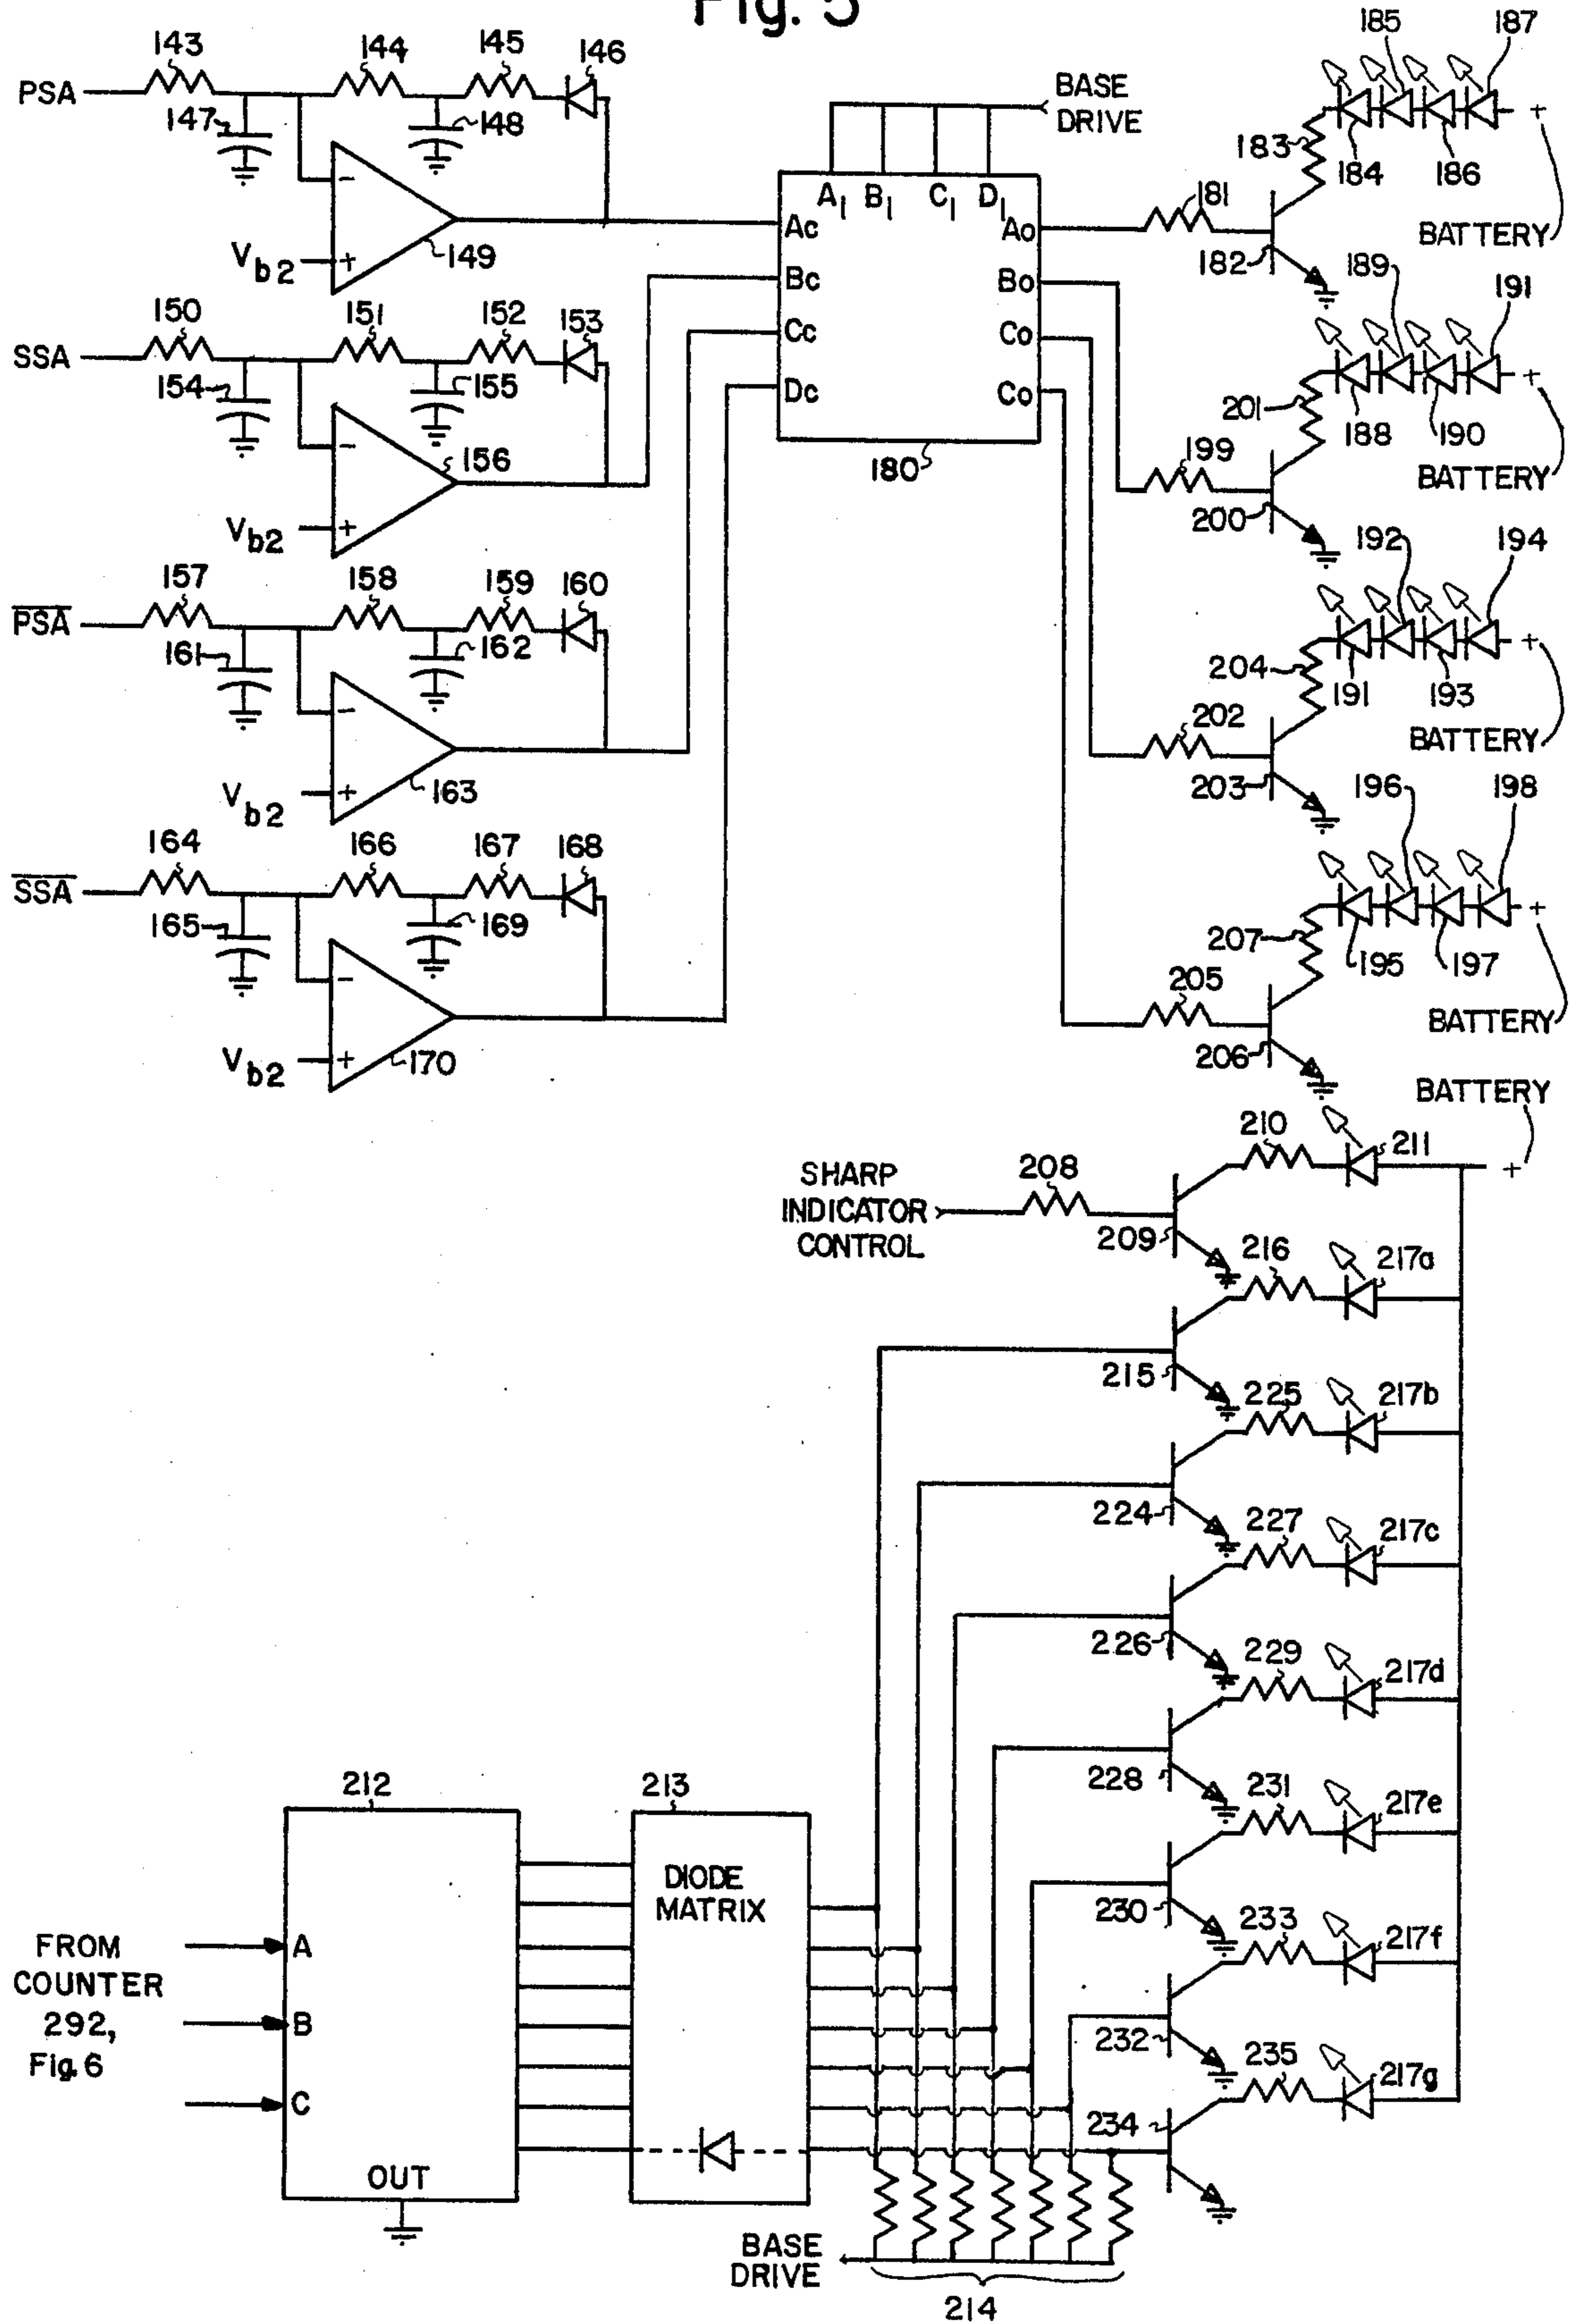 Fig. 5
143
144
145
146
PSA
147
148
149
Vb2
- +
150
151
152
153
SSA
154
155
156
Vb2
- +
157
158
159
160
P̅S̅A̅
161
162
163
Vb2
- +
164
166
167
168
S̅S̅A̅
165
169
170
Vb2
- +
BASE
DRIVE
A1 B1 C1 D1
Ac Ao
Bc Bo
Cc Co
Dc Co
180
181
182
183
184
185
186
187
+
BATTERY
188
189
190
191
199
200
201
+
BATTERY
191
192
193
194
202
203
204
+
BATTERY
195
196
197
198
205
206
207
+
BATTERY
BATTERY
+
SHARP
INDICATOR
CONTROL
208
209
210
211
215
216
217a
224
225
217b
226
227
217c
228
229
217d
230
231
217e
232
233
217f
234
235
217g
FROM
COUNTER
292,
Fig. 6
212
A
B
C
OUT
213
DIODE
MATRIX
BASE
DRIVE
214